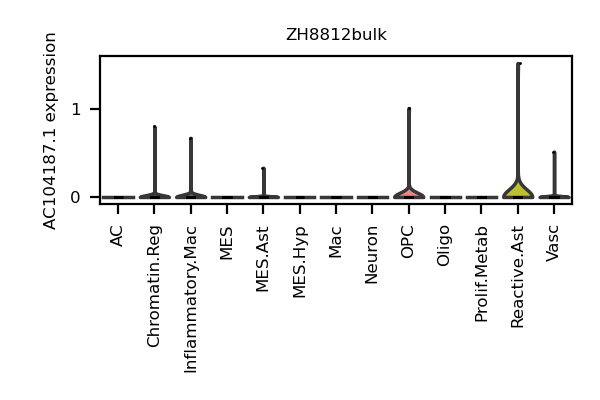 ZH8812bulk
AC104187.1 expression
1
0
AC
Chromatin.Reg
Inflammatory.Mac
MES
MES.Ast
MES.Hyp
Mac
Neuron
OPC
Oligo
Prolif.Metab
Reactive.Ast
Vasc